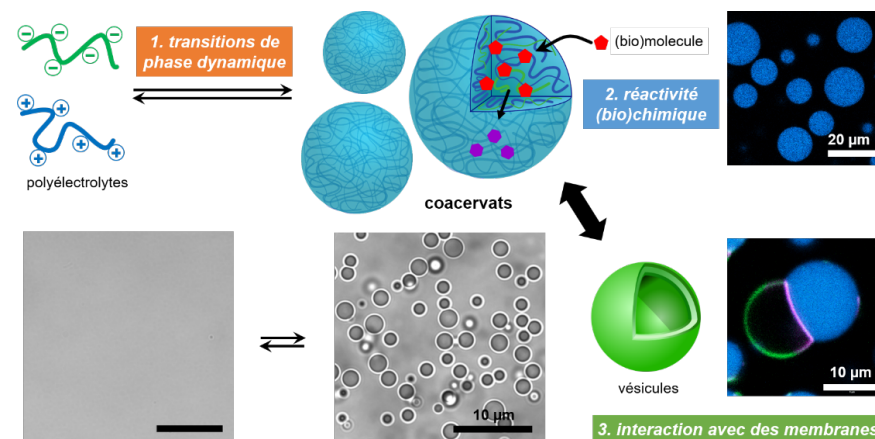 1. transitions de
phase dynamique
(bio)molecule
2. réactivité
(bio)chimique
20 µm
polyélectrolytes
coacervats
10 µm
vésicules
10 µm
3. interaction avec des membranes